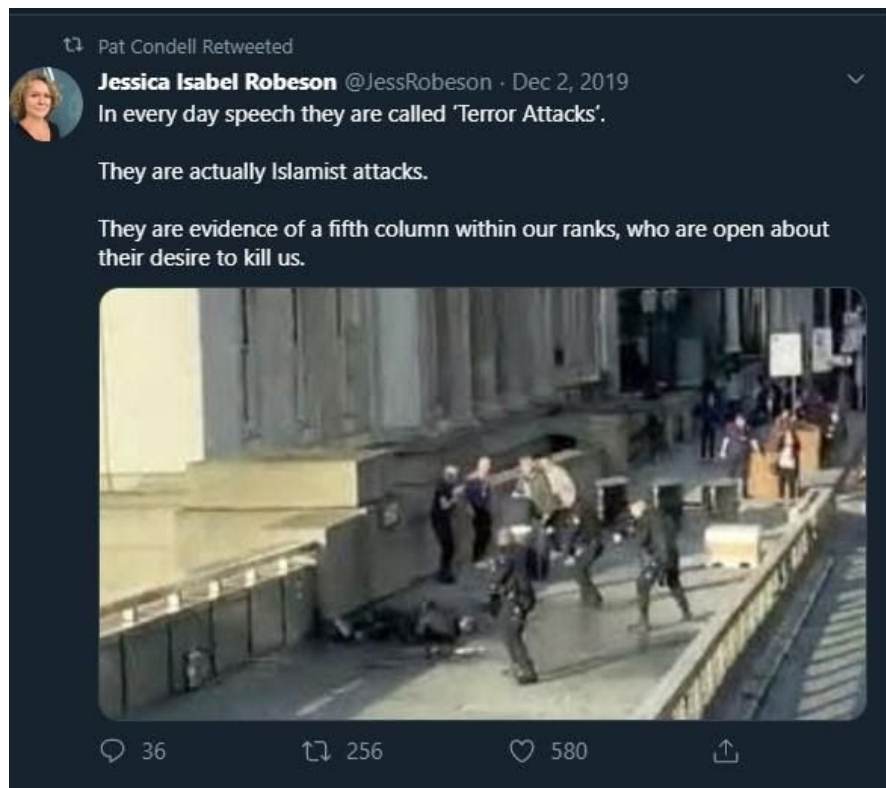 Pat Condell Retweeted
Jessica Isabel Robeson @JessRobeson · Dec 2, 2019
In every day speech they are called 'Terror Attacks'.
They are actually Islamist attacks.
They are evidence of a fifth column within our ranks, who are open about
their desire to kill us.
36 256 580